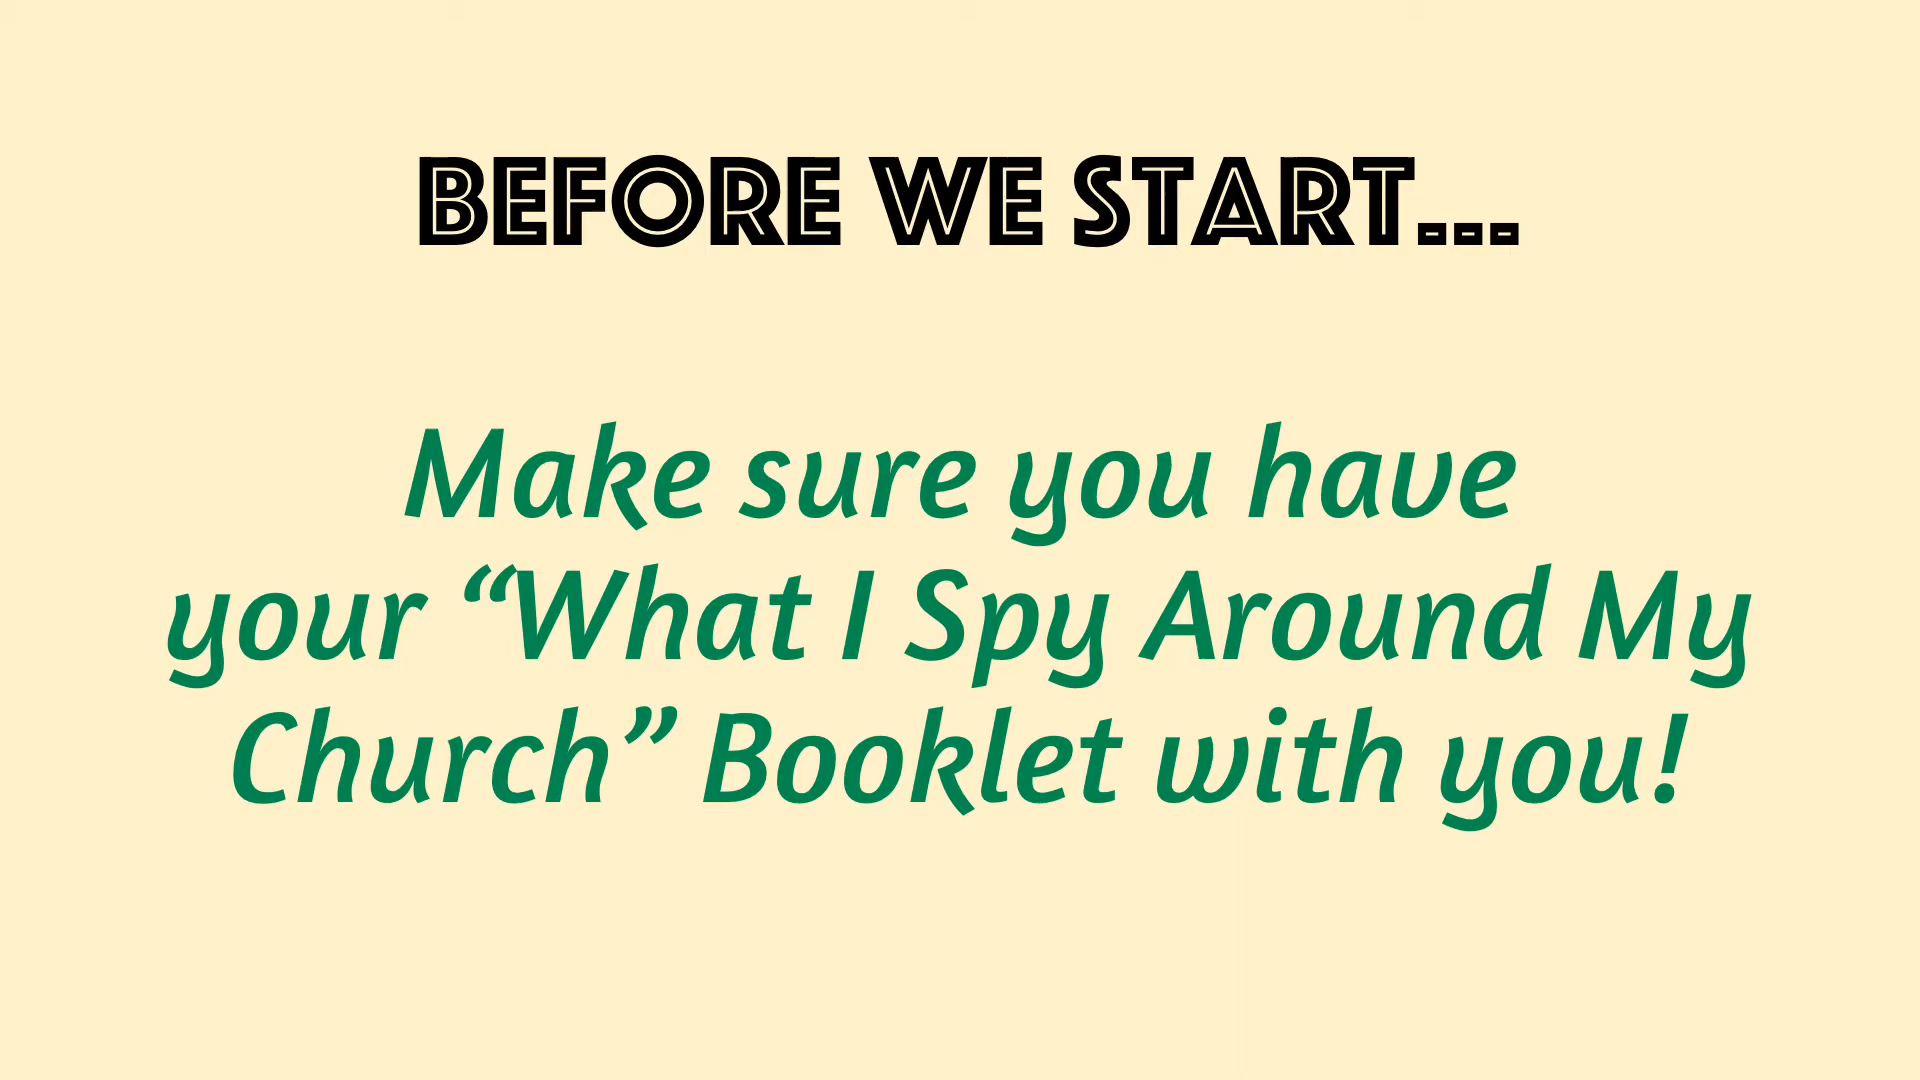 BEFORE WE START...
Make sure you have
your “What I Spy Around My
Church” Booklet with you!